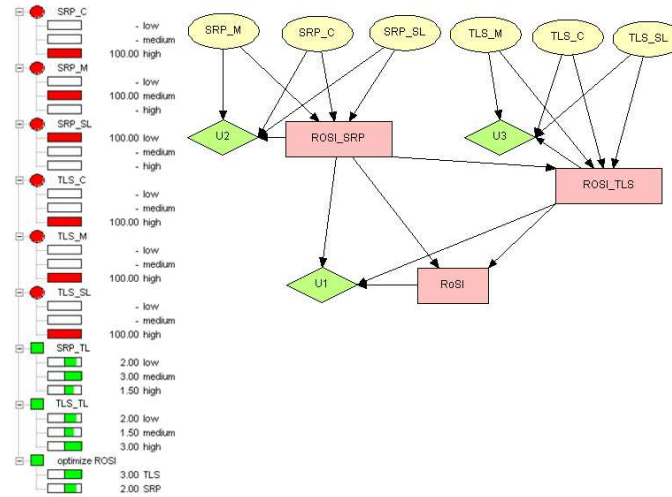 SRP_C
- low
- medium
100.00 high
SRP_M
- low
100.00 medium
- high
SRP_SL
100.00 low
- medium
- high
TLS_C
- low
- medium
100.00 high
TLS_M
- low
- medium
100.00 high
TLS_SL
- low
- medium
100.00 high
SRP_TL
2.00 low
3.00 medium
1.50 high
TLS_TL
2.00 low
1.50 medium
3.00 high
optimize ROSI
3.00 TLS
2.00 SRP
SRP_M
SRP_C
SRP_SL
TLS_M
TLS_C
TLS_SL
U2
ROSI_SRP
U3
ROSI_TLS
U1
RoSI